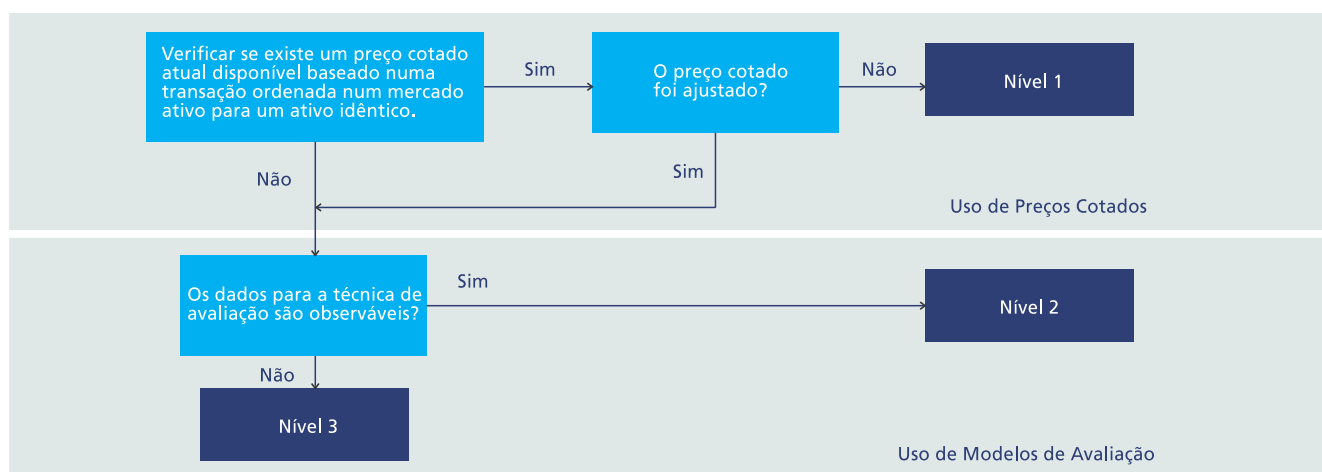 Verificar se existe um preço cotado
atual disponível baseado numa
transação ordenada num mercado
ativo para um ativo idêntico.
Sim
O preço cotado
foi ajustado?
Não
Nível 1
Não
Sim
Uso de Preços Cotados
Os dados para a técnica de
avaliação são observáveis?
Sim
Nível 2
Não
Nível 3
Uso de Modelos de Avaliação